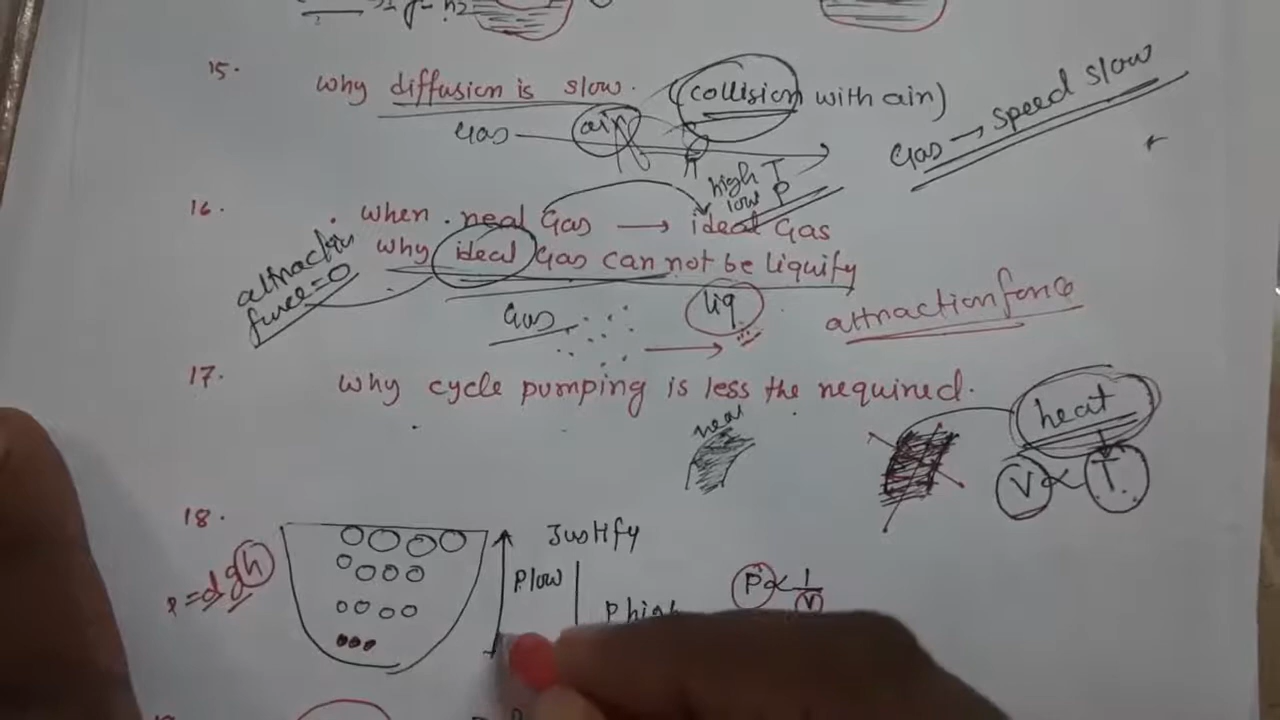 15.
why diffusion is slow. (collision with air)
Gas air
Gas → speed slow
high T
low P
16.
When real Gas → ideal Gas
why ideal Gas can not be liquify
attraction
force=0
Gas
liq.
attraction force
17.
why cycle pumping is less the required.
heat
V∝T
18.
Justify
P=dgh
P low
P high
P∝1/V